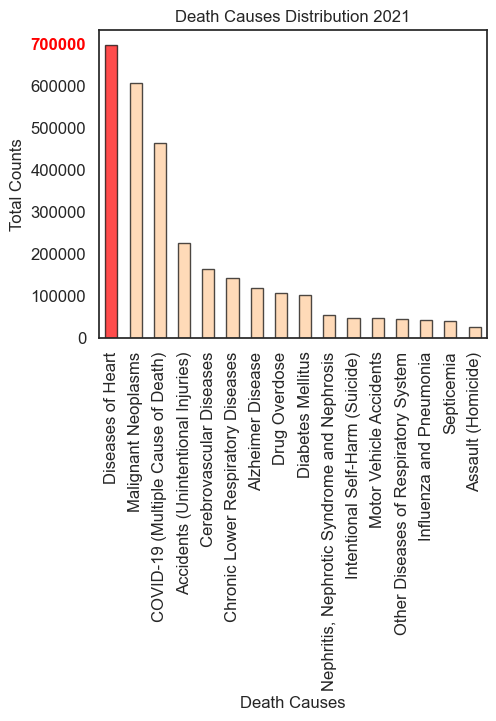 Death Causes Distribution 2021
Total Counts
700000
600000
500000
400000
300000
200000
100000
0
Diseases of Heart
Malignant Neoplasms
COVID-19 (Multiple Cause of Death)
Accidents (Unintentional Injuries)
Cerebrovascular Diseases
Chronic Lower Respiratory Diseases
Alzheimer Disease
Drug Overdose
Diabetes Mellitus
Nephritis, Nephrotic Syndrome and Nephrosis
Intentional Self-Harm (Suicide)
Motor Vehicle Accidents
Other Diseases of Respiratory System
Influenza and Pneumonia
Septicemia
Assault (Homicide)
Death Causes